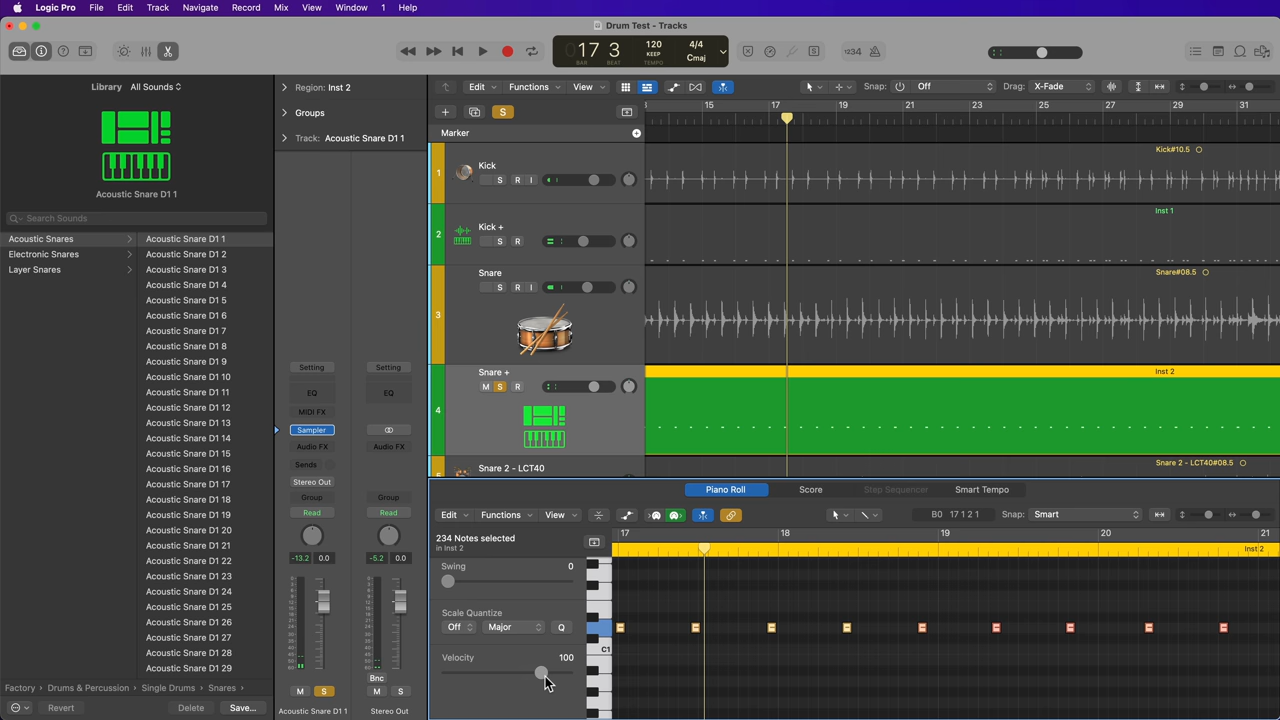 Logic Pro File Edit Track Navigate Record Mix View Window 1 Help
Drum Test - Tracks
17 3
BAR BEAT
120
KEEP
TEMPO
4/4
Cmaj
1234
Library All Sounds
Acoustic Snare D1 1
Search Sounds
Acoustic Snares
Electronic Snares
Layer Snares
Acoustic Snare D1 1
Acoustic Snare D1 2
Acoustic Snare D1 3
Acoustic Snare D1 4
Acoustic Snare D1 5
Acoustic Snare D1 6
Acoustic Snare D1 7
Acoustic Snare D1 8
Acoustic Snare D1 9
Acoustic Snare D1 10
Acoustic Snare D1 11
Acoustic Snare D1 12
Acoustic Snare D1 13
Acoustic Snare D1 14
Acoustic Snare D1 15
Acoustic Snare D1 16
Acoustic Snare D1 17
Acoustic Snare D1 18
Acoustic Snare D1 19
Acoustic Snare D1 20
Acoustic Snare D1 21
Acoustic Snare D1 22
Acoustic Snare D1 23
Acoustic Snare D1 24
Acoustic Snare D1 25
Acoustic Snare D1 26
Acoustic Snare D1 27
Acoustic Snare D1 28
Acoustic Snare D1 29
Factory Drums & Percussion Single Drums Snares
Revert Delete Save...
Region: Inst 2
Groups
Track: Acoustic Snare D1 1
Setting Setting
EQ EQ
MIDI FX
Sampler
Audio FX Audio FX
Sends
Stereo Out
Group Group
Read Read
-13.2 0.0 -5.2 0.0
Bnc
M S M S
Acoustic Snare D1 1 Stereo Out
Edit Functions View Snap: Off Drag: X-Fade
S
15 17 19 21 23 25 27 29 31
Marker
1 Kick
S R I
Kick#10.5
2 Kick +
S R
Inst 1
3 Snare
S R I
Snare#08.5
4 Snare +
M S R
Inst 2
Snare 2 - LCT40
Snare 2 - LCT40#08.5
Piano Roll Score Step Sequencer Smart Tempo
Edit Functions View B0 17 1 2 1 Snap: Smart
234 Notes selected
in Inst 2
17 18 19 20 21
Inst 2
Swing 0
Scale Quantize
Off Major Q
C1
Velocity 100